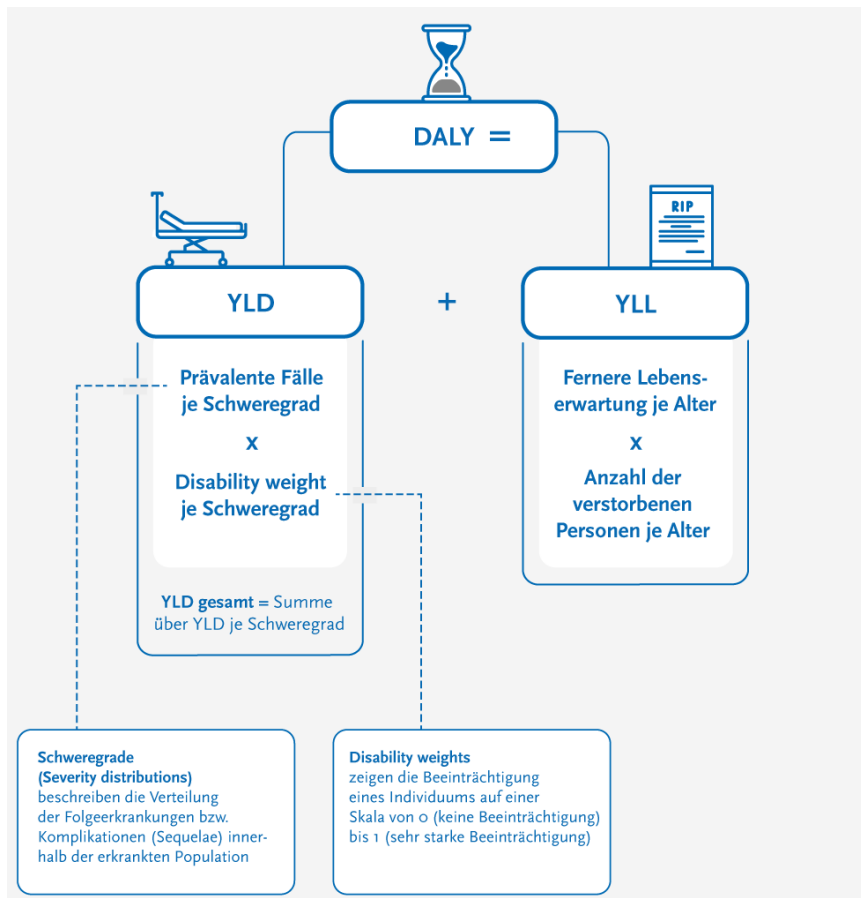 DALY =
RIP
YLD
+
YLL
Prävalente Fälle
je Schweregrad
x
Disability weight
je Schweregrad
YLD gesamt = Summe
über YLD je Schweregrad
Fernere Lebens-
erwartung je Alter
x
Anzahl der
verstorbenen
Personen je Alter
Schweregrade
(Severity distributions)
beschreiben die Verteilung
der Folgeerkrankungen bzw.
Komplikationen (Sequelae) inner-
halb der erkrankten Population
Disability weights
zeigen die Beeinträchtigung
eines Individuums auf einer
Skala von 0 (keine Beeinträchtigung)
bis 1 (sehr starke Beeinträchtigung)